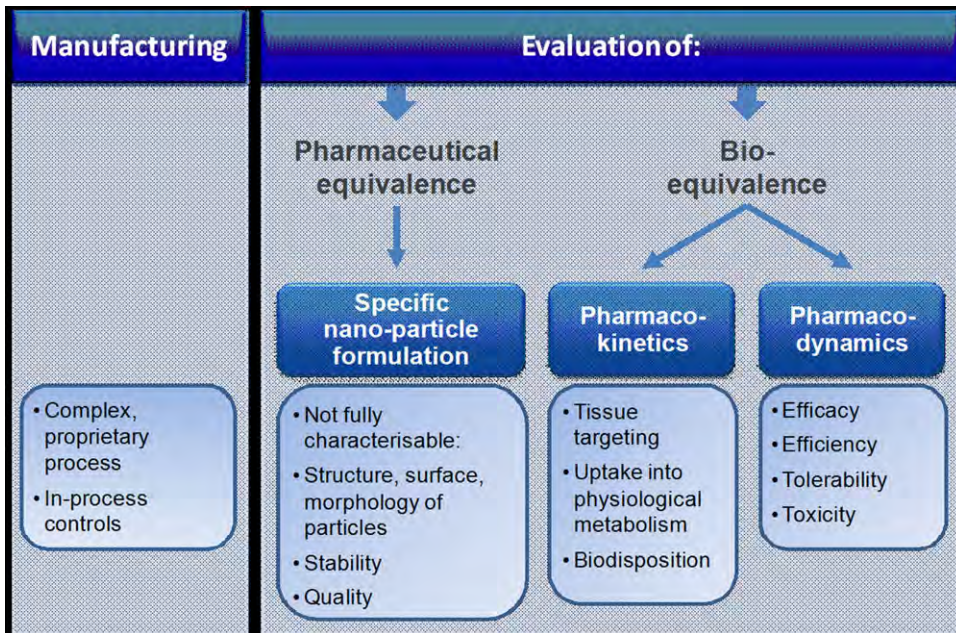 Manufacturing
Evaluation of:
Pharmaceutical
equivalence
Bio-
equivalence
Specific
nano-particle
formulation
Pharmaco-
kinetics
Pharmaco-
dynamics
• Complex,
proprietary
process
• In-process
controls
• Not fully
characterisable:
• Structure, surface,
morphology of
particles
• Stability
• Quality
• Tissue
targeting
• Uptake into
physiological
metabolism
• Biodisposition
• Efficacy
• Efficiency
• Tolerability
• Toxicity